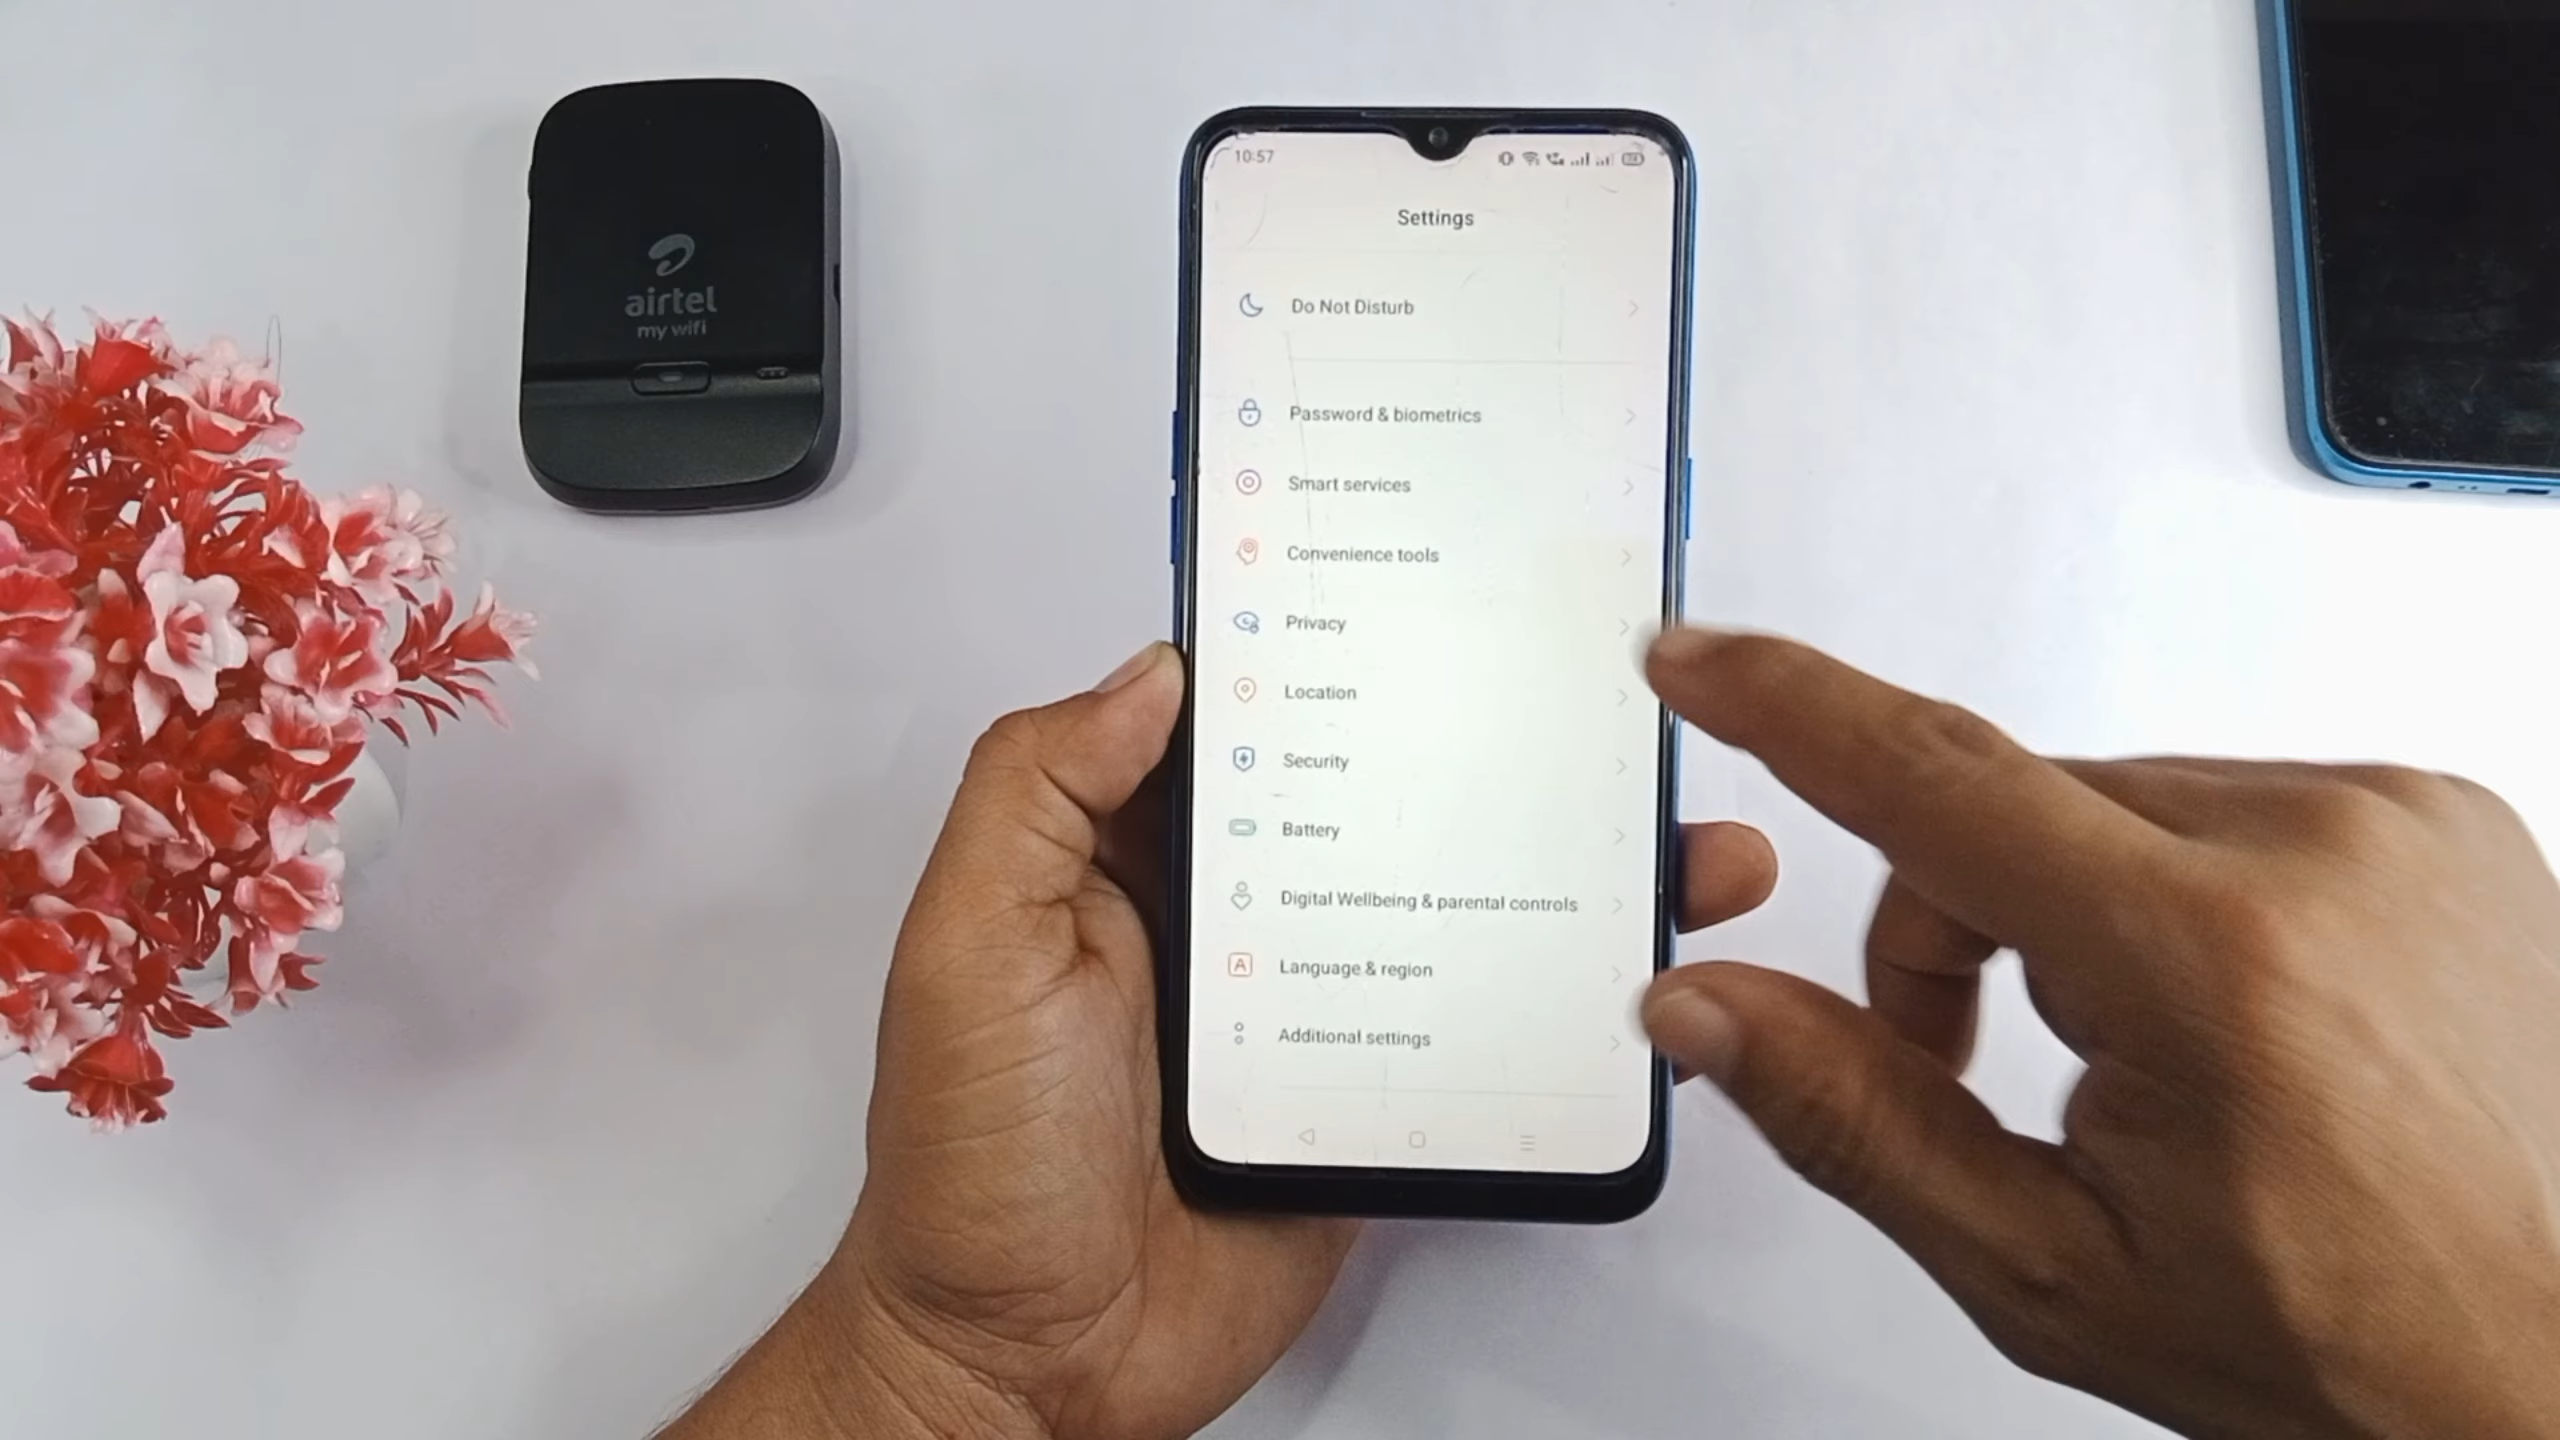 airtel
my wifi
10:57
Settings
Do Not Disturb
Password & biometrics
Smart services
Convenience tools
Privacy
Location
Security
Battery
Digital Wellbeing & parental controls
A
Language & region
Additional settings